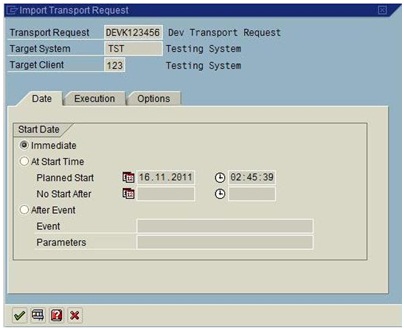 Import Transport Request
Transport Request DEVK123456 Dev Transport Request
Target System TST Testing System
Target Client 123 Testing System
Date Execution Options
Start Date
Immediate
At Start Time
Planned Start 16.11.2011 02:45:39
No Start After
After Event
Event
Parameters